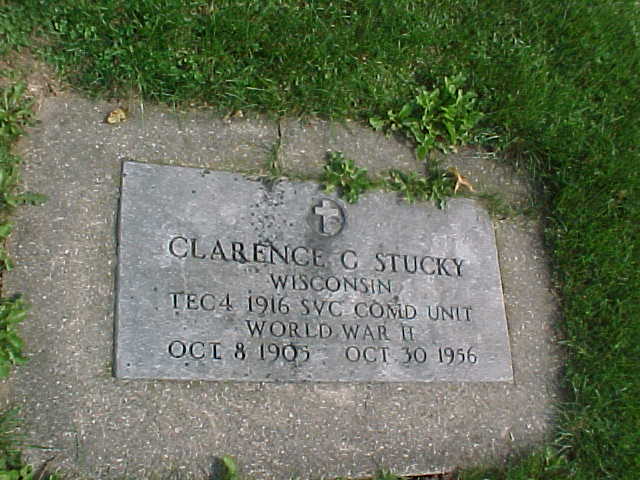 CLARENCE G STUCKY
WISCONSIN
TEC4 1916 SVC COMD UNIT
WORLD WAR II
OCT 8 1905 OCT 30 1956